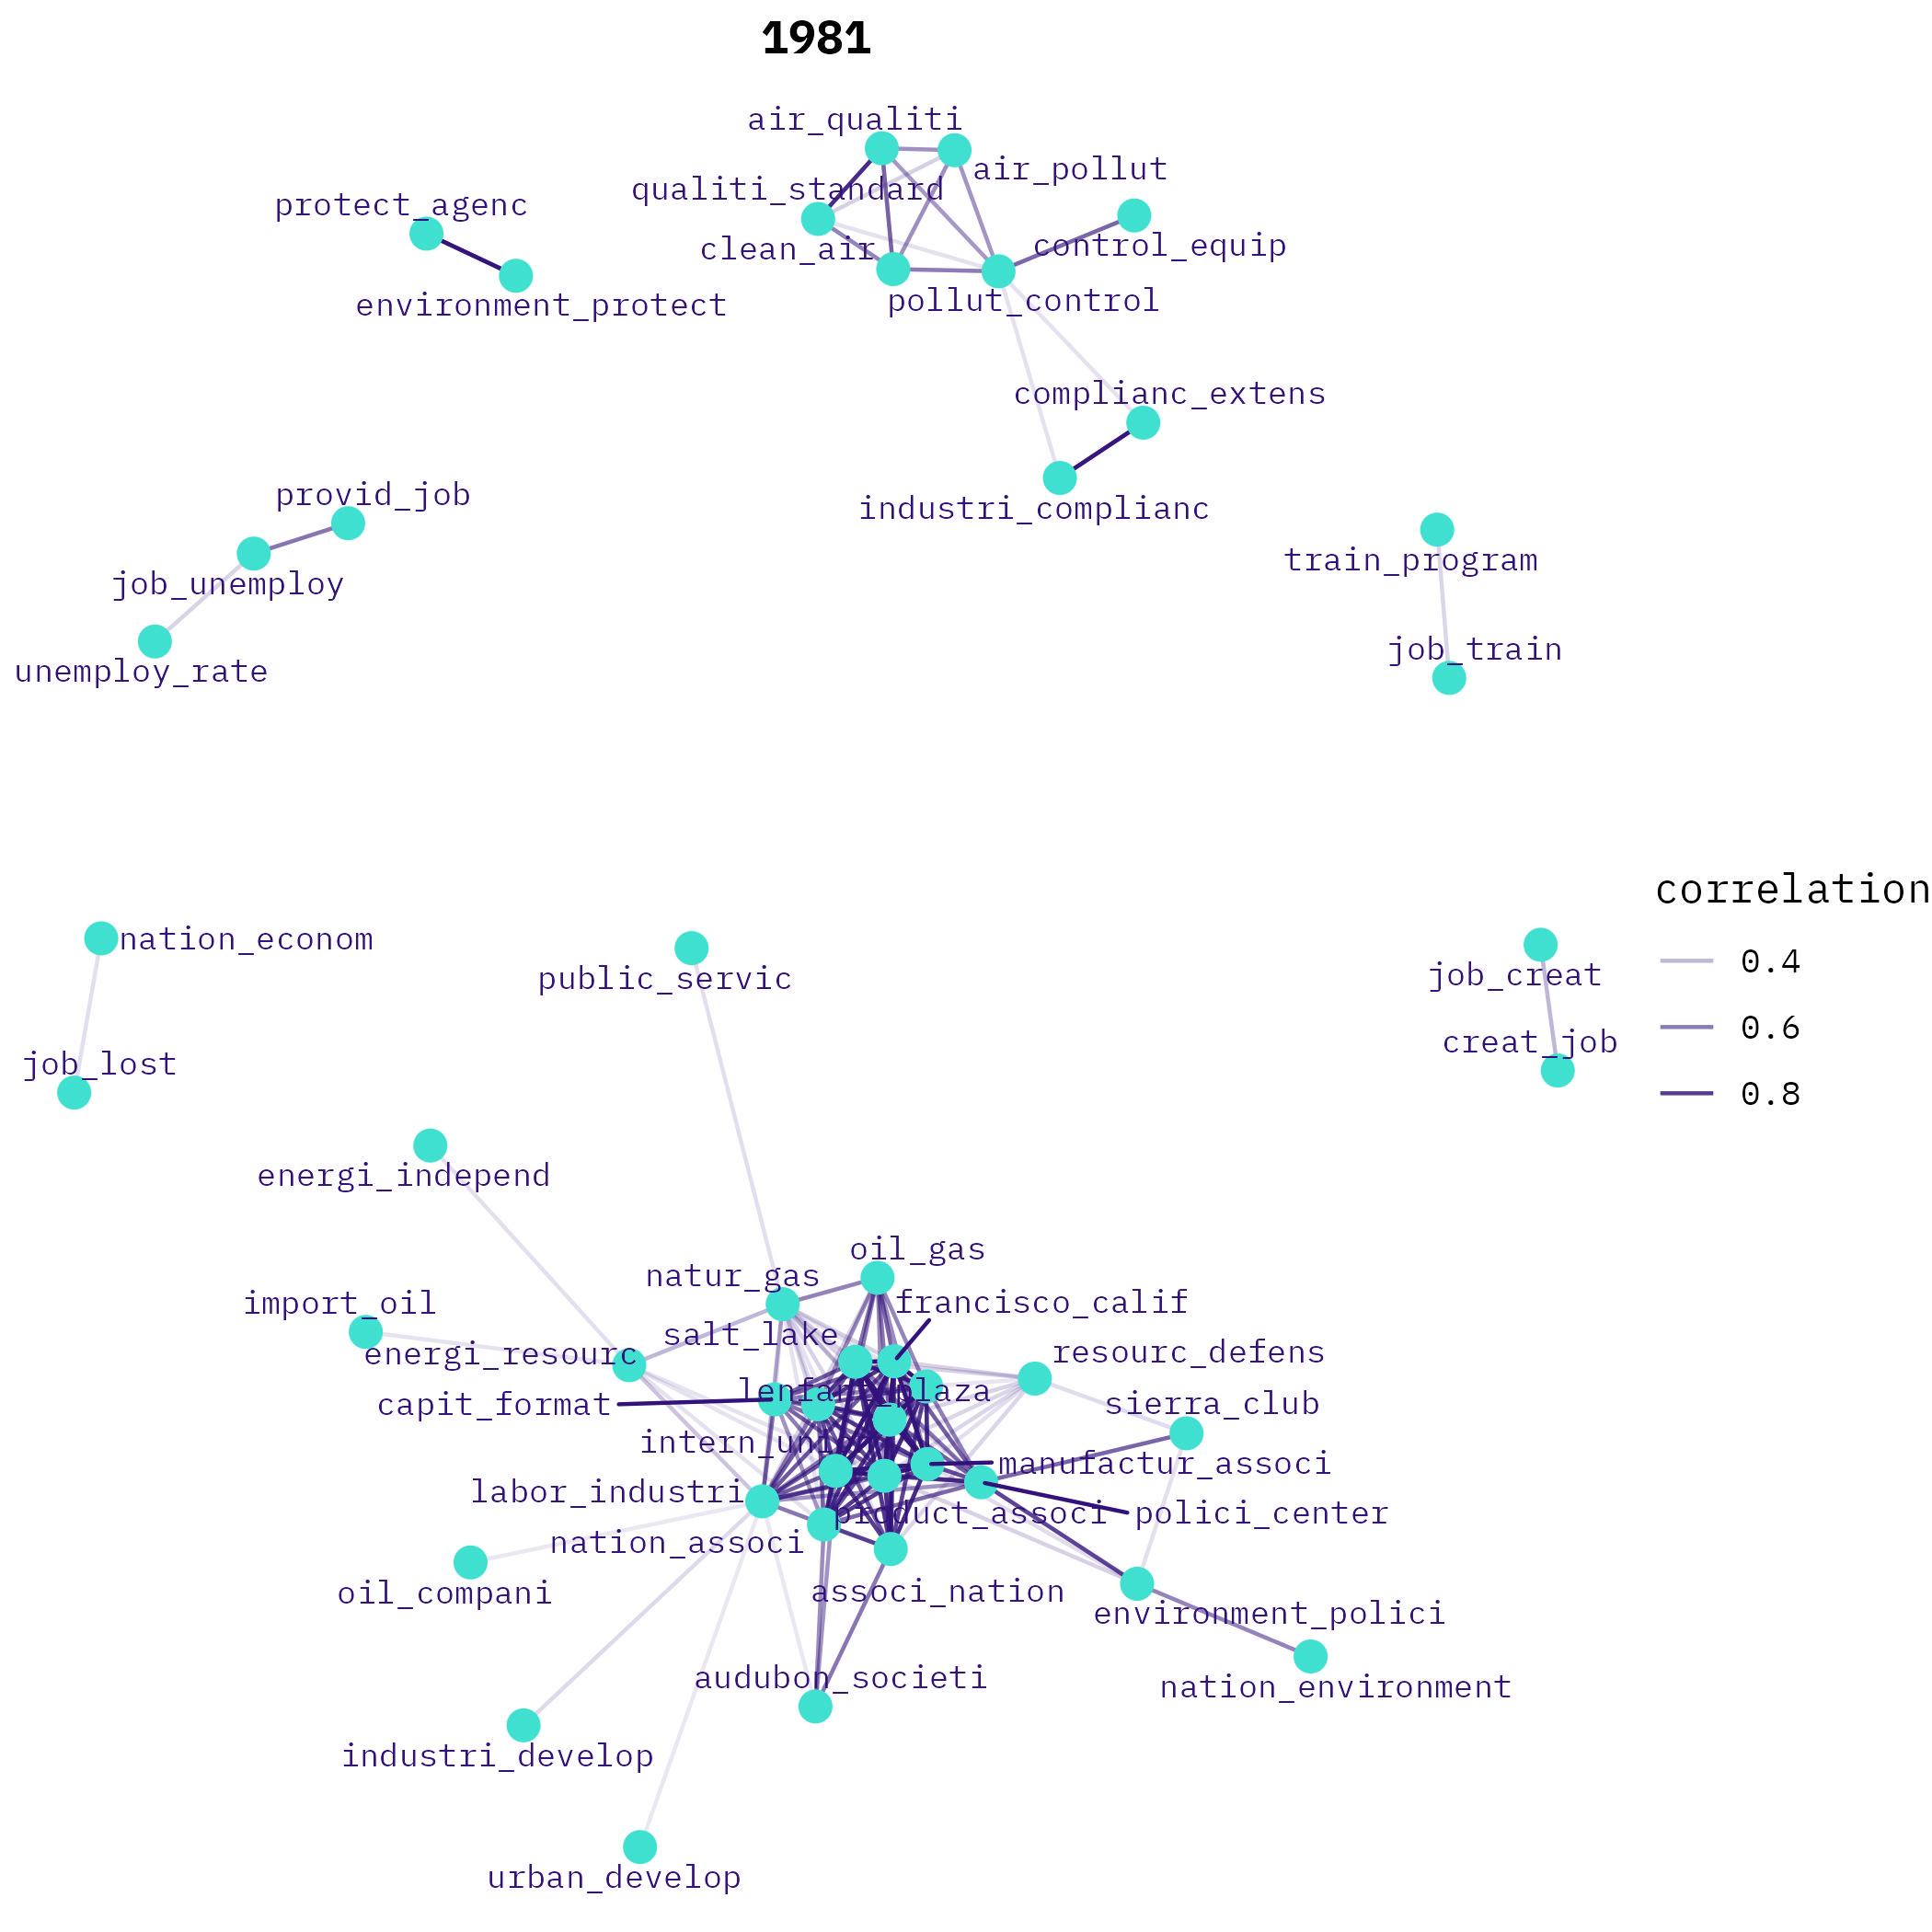 1981
air_qualiti
air_pollut
qualiti_standard
protect_agenc
control_equip
clean_air
environment_protect
pollut_control
complianc_extens
provid_job
industri_complianc
train_program
job_unemploy
job_train
unemploy_rate
correlation
0.4
0.6
0.8
nation_econom
public_servic
job_creat
creat_job
job_lost
energi_independ
oil_gas
natur_gas
import_oil
francisco_calif
salt_lake
energi_resourc
resourc_defens
lenfant_plaza
capit_format
sierra_club
intern_union
manufactur_associ
labor_industri
product_associ
polici_center
nation_associ
oil_compani
associ_nation
environment_polici
audubon_societi
nation_environment
industri_develop
urban_develop